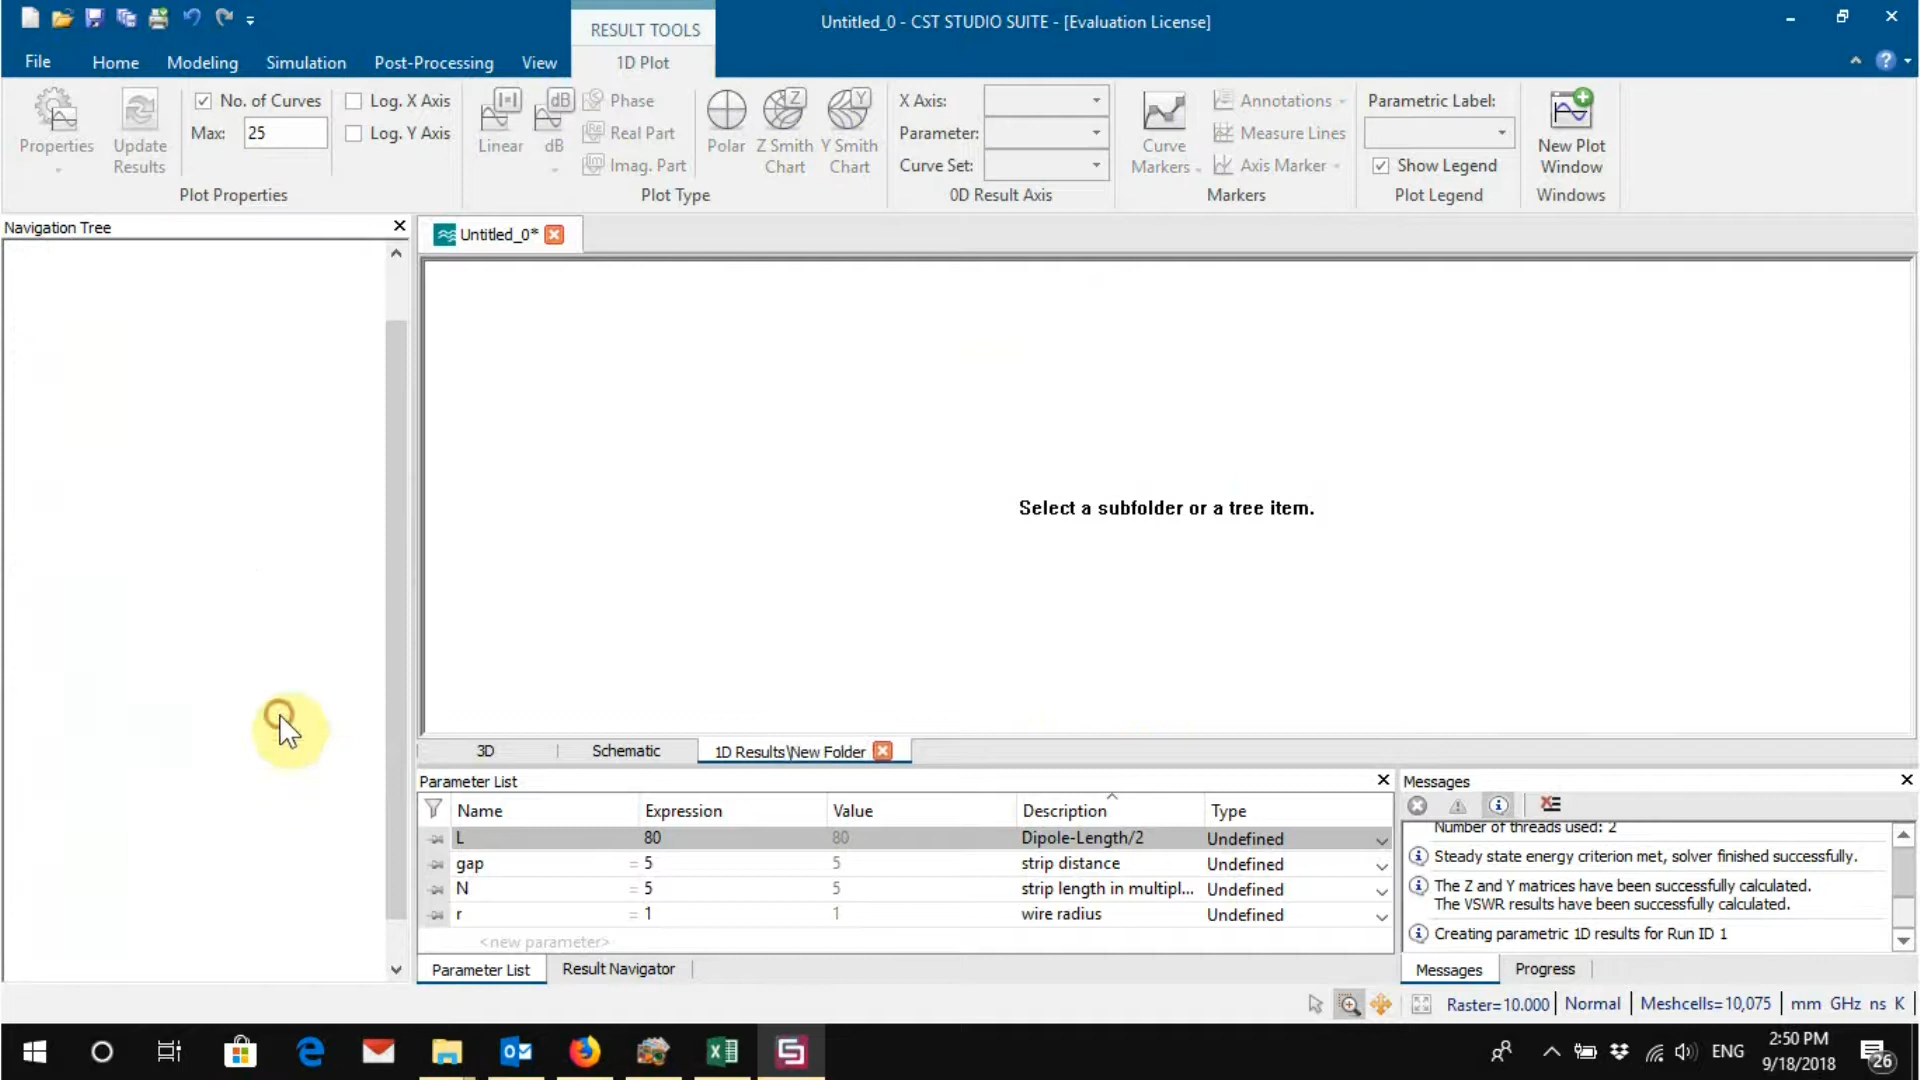 RESULT TOOLS
Untitled_0 - CST STUDIO SUITE - [Evaluation License]
File Home Modeling Simulation Post-Processing View 1D Plot
Properties
Update Results
No. of Curves
Max: 25
Log. X Axis
Log. Y Axis
Plot Properties
Linear
dB
Phase
Real Part
Imag. Part
Polar
Z Smith Chart
Y Smith Chart
Plot Type
X Axis:
Parameter:
Curve Set:
0D Result Axis
Curve Markers
Annotations
Measure Lines
Axis Marker
Markers
Parametric Label:
Show Legend
Plot Legend
New Plot Window
Windows
Navigation Tree
Untitled_0*
Select a subfolder or a tree item.
3D Schematic 1D Results\New Folder
Parameter List
Name Expression Value Description Type
L 80 80 Dipole-Length/2 Undefined
gap = 5 5 strip distance Undefined
N = 5 5 strip length in multipl... Undefined
r = 1 1 wire radius Undefined
<new parameter>
Parameter List Result Navigator
Messages
Number of threads used: 2
Steady state energy criterion met, solver finished successfully.
The Z and Y matrices have been successfully calculated.
The VSWR results have been successfully calculated.
Creating parametric 1D results for Run ID 1
Messages Progress
Raster=10.000 Normal Meshcells=10,075 mm GHz ns K
ENG
2:50 PM
9/18/2018
26